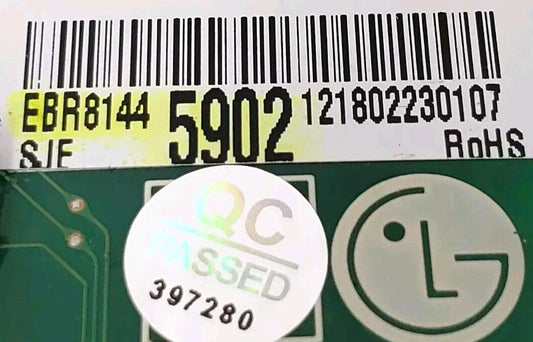 EBR8144 5902 121802230107
SJE RoHS
QC
PASSED
397280
LG